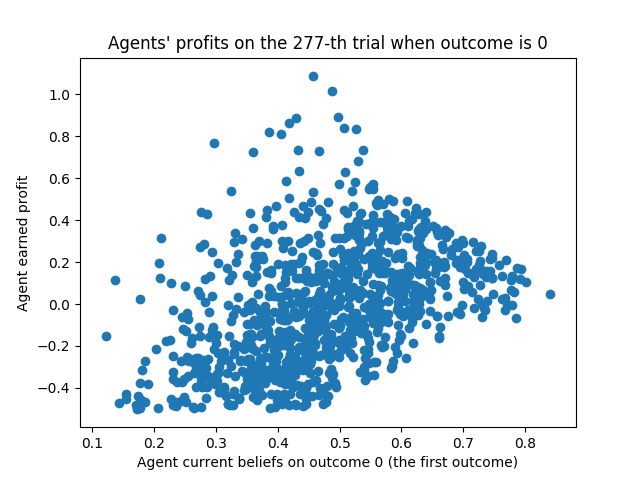 Agents' profits on the 277-th trial when outcome is 0
Agent earned profit
1.0
0.8
0.6
0.4
0.2
0.0
−0.2
−0.4
0.1 0.2 0.3 0.4 0.5 0.6 0.7 0.8
Agent current beliefs on outcome 0 (the first outcome)